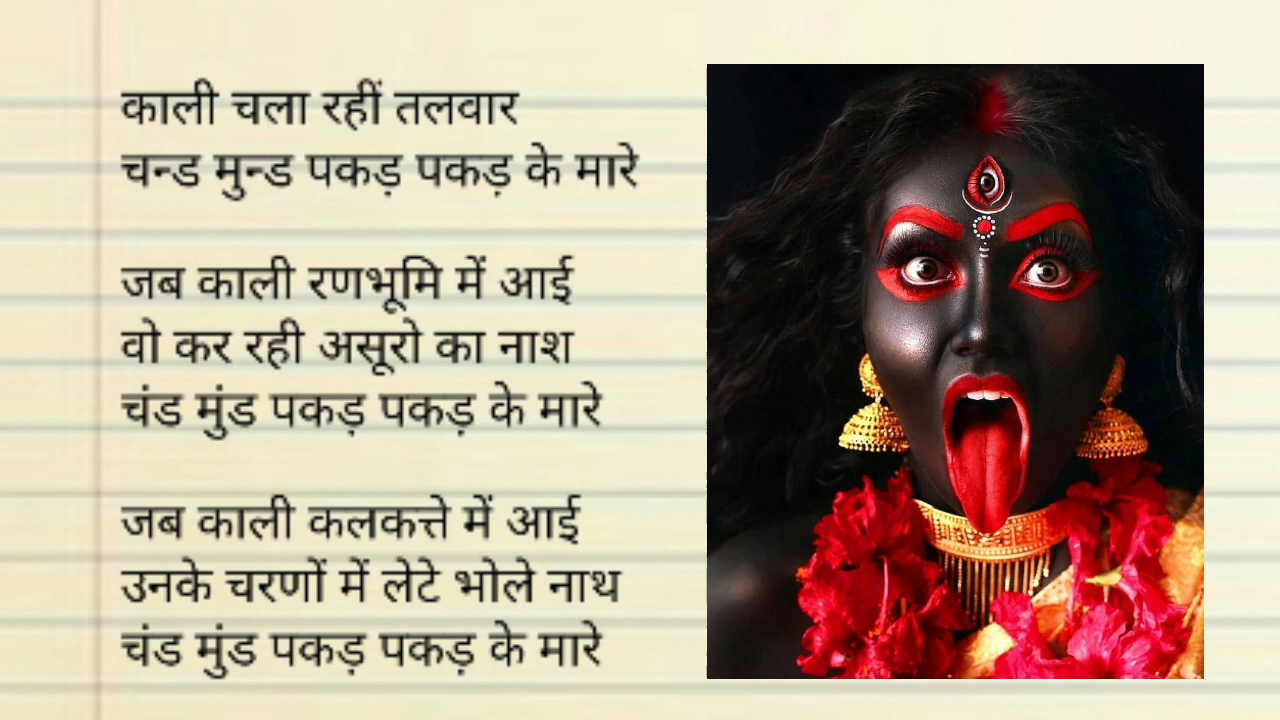 काली चला रहीं तलवार
चन्ड मुन्ड पकड़ पकड़ के मारे
जब काली रणभूमि में आई
वो कर रही असूरो का नाश
चंड मुंड पकड़ पकड़ के मारे
जब काली कलकत्ते में आई
उनके चरणों में लेटे भोले नाथ
चंड मुंड पकड़ पकड़ के मारे